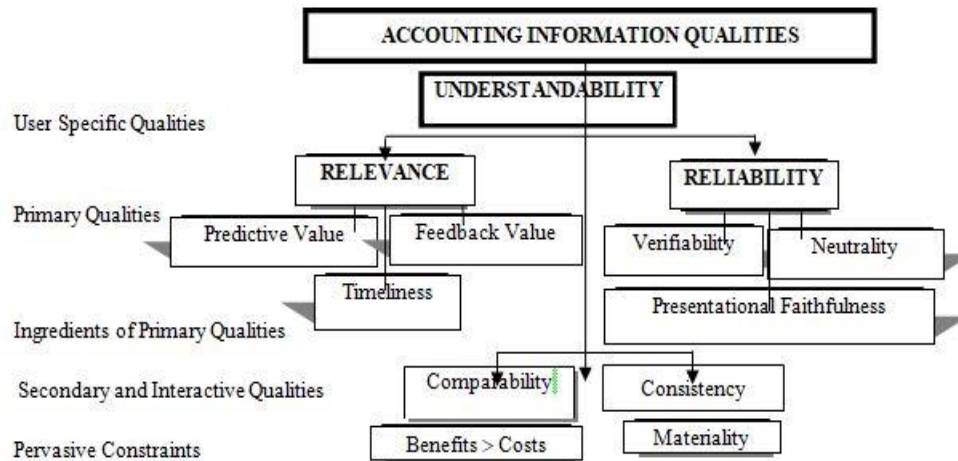 ACCOUNTING INFORMATION QUALITIES
UNDERSTANDABILITY
User Specific Qualities
RELEVANCE
RELIABILITY
Primary Qualities
Predictive Value
Feedback Value
Verifiability
Neutrality
Timeliness
Presentational Faithfulness
Ingredients of Primary Qualities
Secondary and Interactive Qualities
Comparability
Consistency
Pervasive Constraints
Benefits > Costs
Materiality